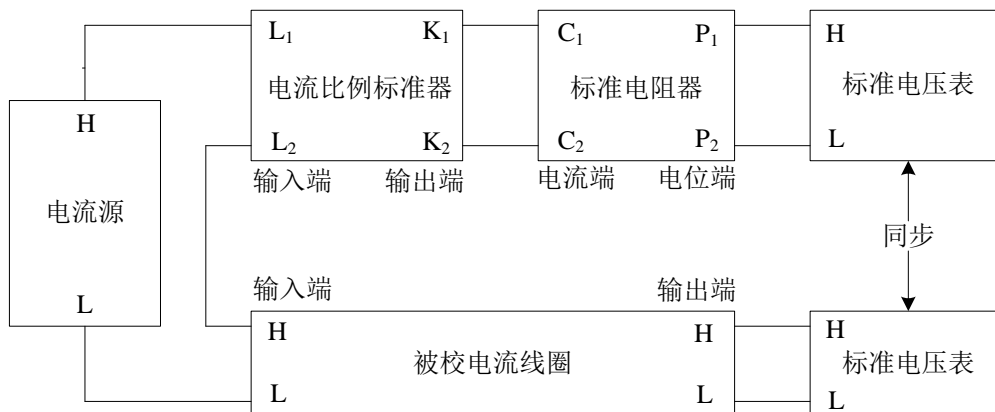 L₁ K₁ C₁ P₁ H
电流比例标准器 标准电阻器 标准电压表
H
L₂ K₂ C₂ P₂ L
输入端 输出端 电流端 电位端
电流源
同步
输入端 输出端
L
H H H
被校电流线圈 标准电压表
L L L